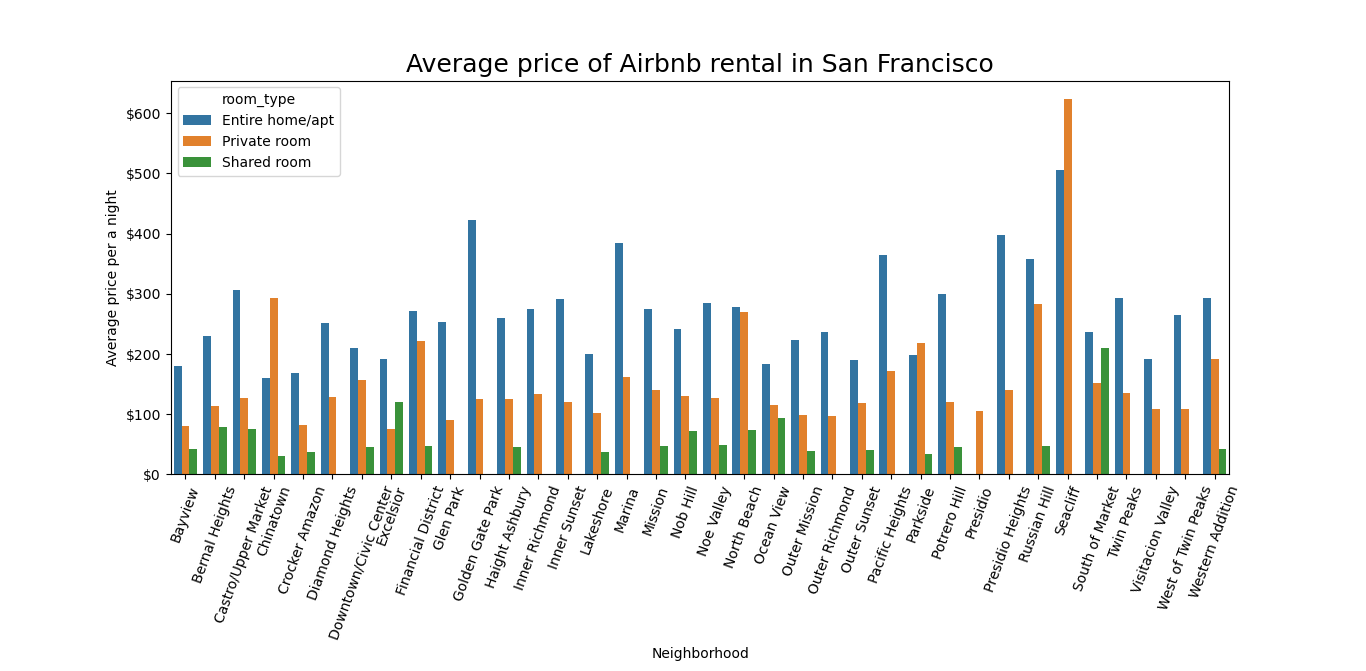 Average price of Airbnb rental in San Francisco
room_type
Entire home/apt
Private room
Shared room
Average price per a night
$600
$500
$400
$300
$200
$100
$0
Bayview
Bernal Heights
Castro/Upper Market
Chinatown
Crocker Amazon
Diamond Heights
Downtown/Civic Center
Excelsior
Financial District
Glen Park
Golden Gate Park
Haight Ashbury
Inner Richmond
Inner Sunset
Lakeshore
Marina
Mission
Nob Hill
Noe Valley
North Beach
Ocean View
Outer Mission
Outer Richmond
Outer Sunset
Pacific Heights
Parkside
Potrero Hill
Presidio
Presidio Heights
Russian Hill
Seacliff
South of Market
Twin Peaks
Visitacion Valley
West of Twin Peaks
Western Addition
Neighborhood